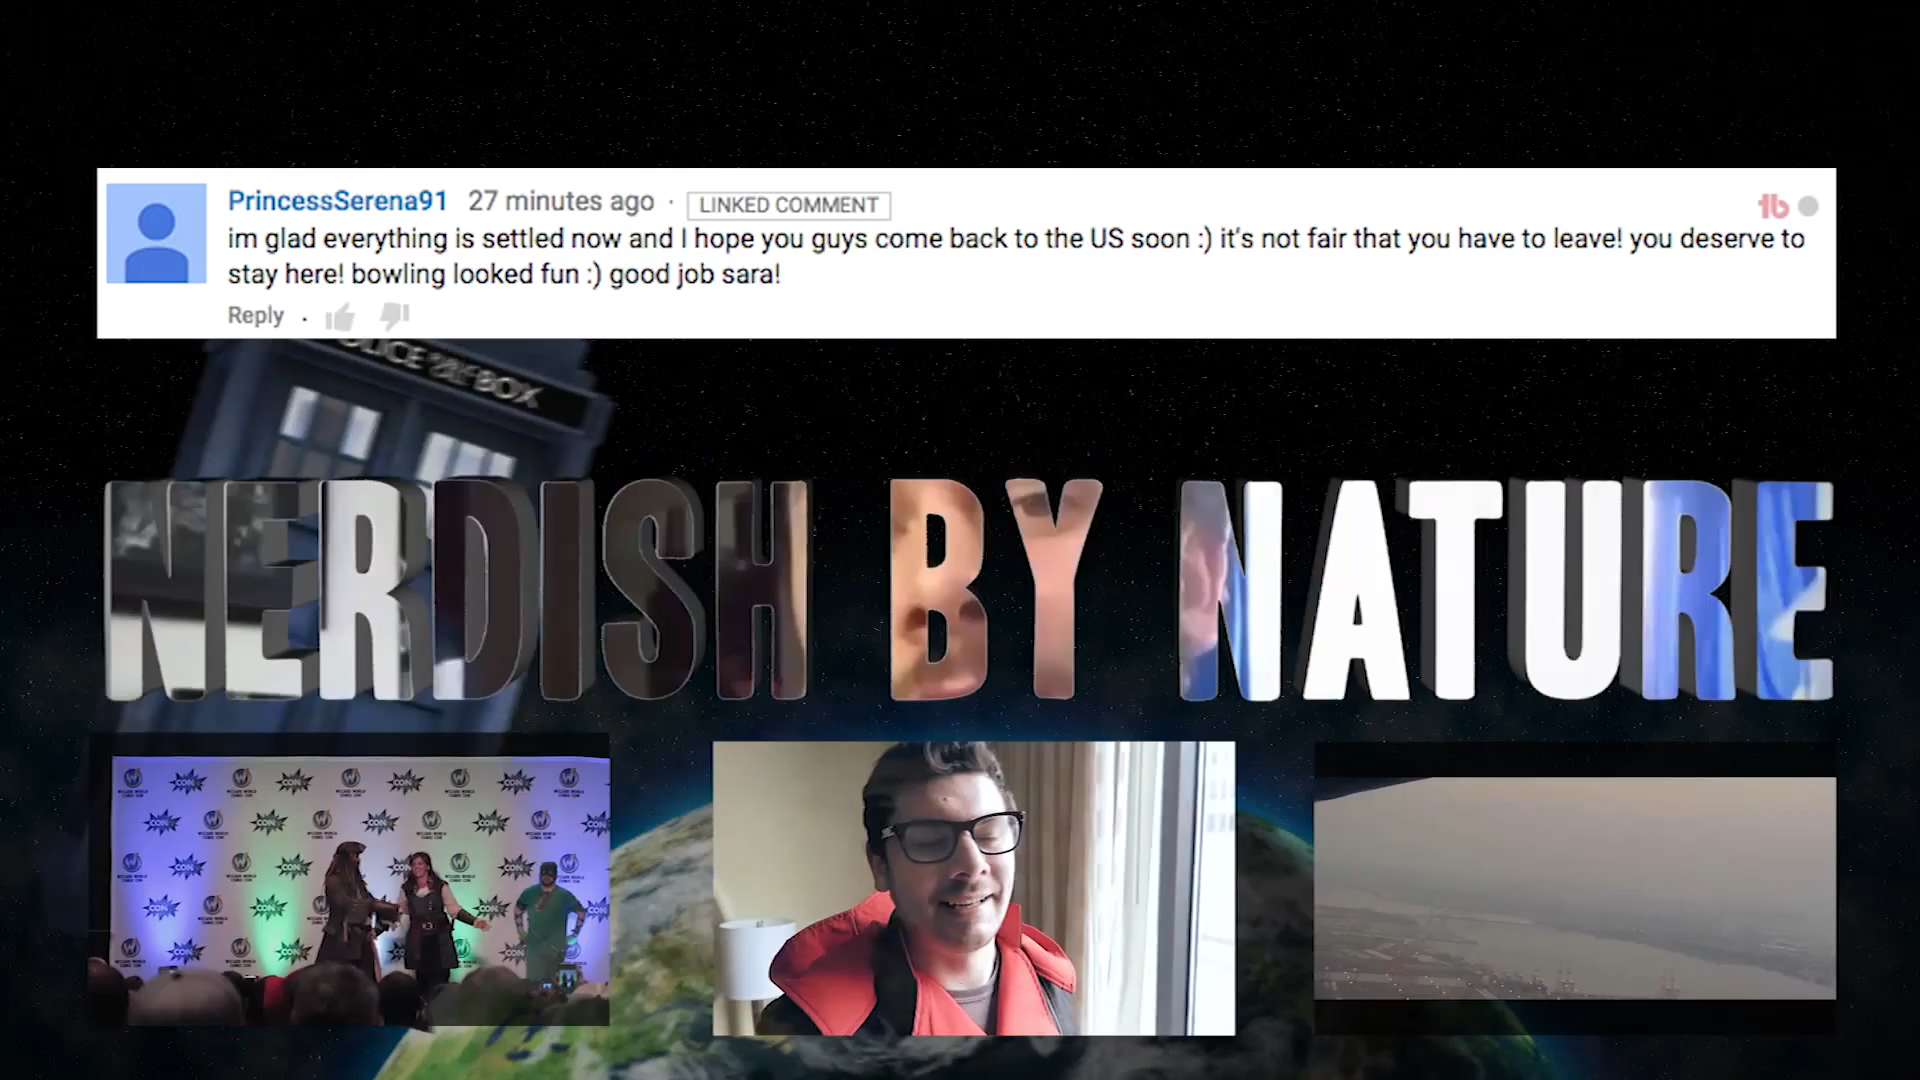 PrincessSerena91 27 minutes ago · LINKED COMMENT
im glad everything is settled now and I hope you guys come back to the US soon :) it's not fair that you have to leave! you deserve to
stay here! bowling looked fun :) good job sara!
Reply ·
POLICE BOX
NERDISH BY NATURE